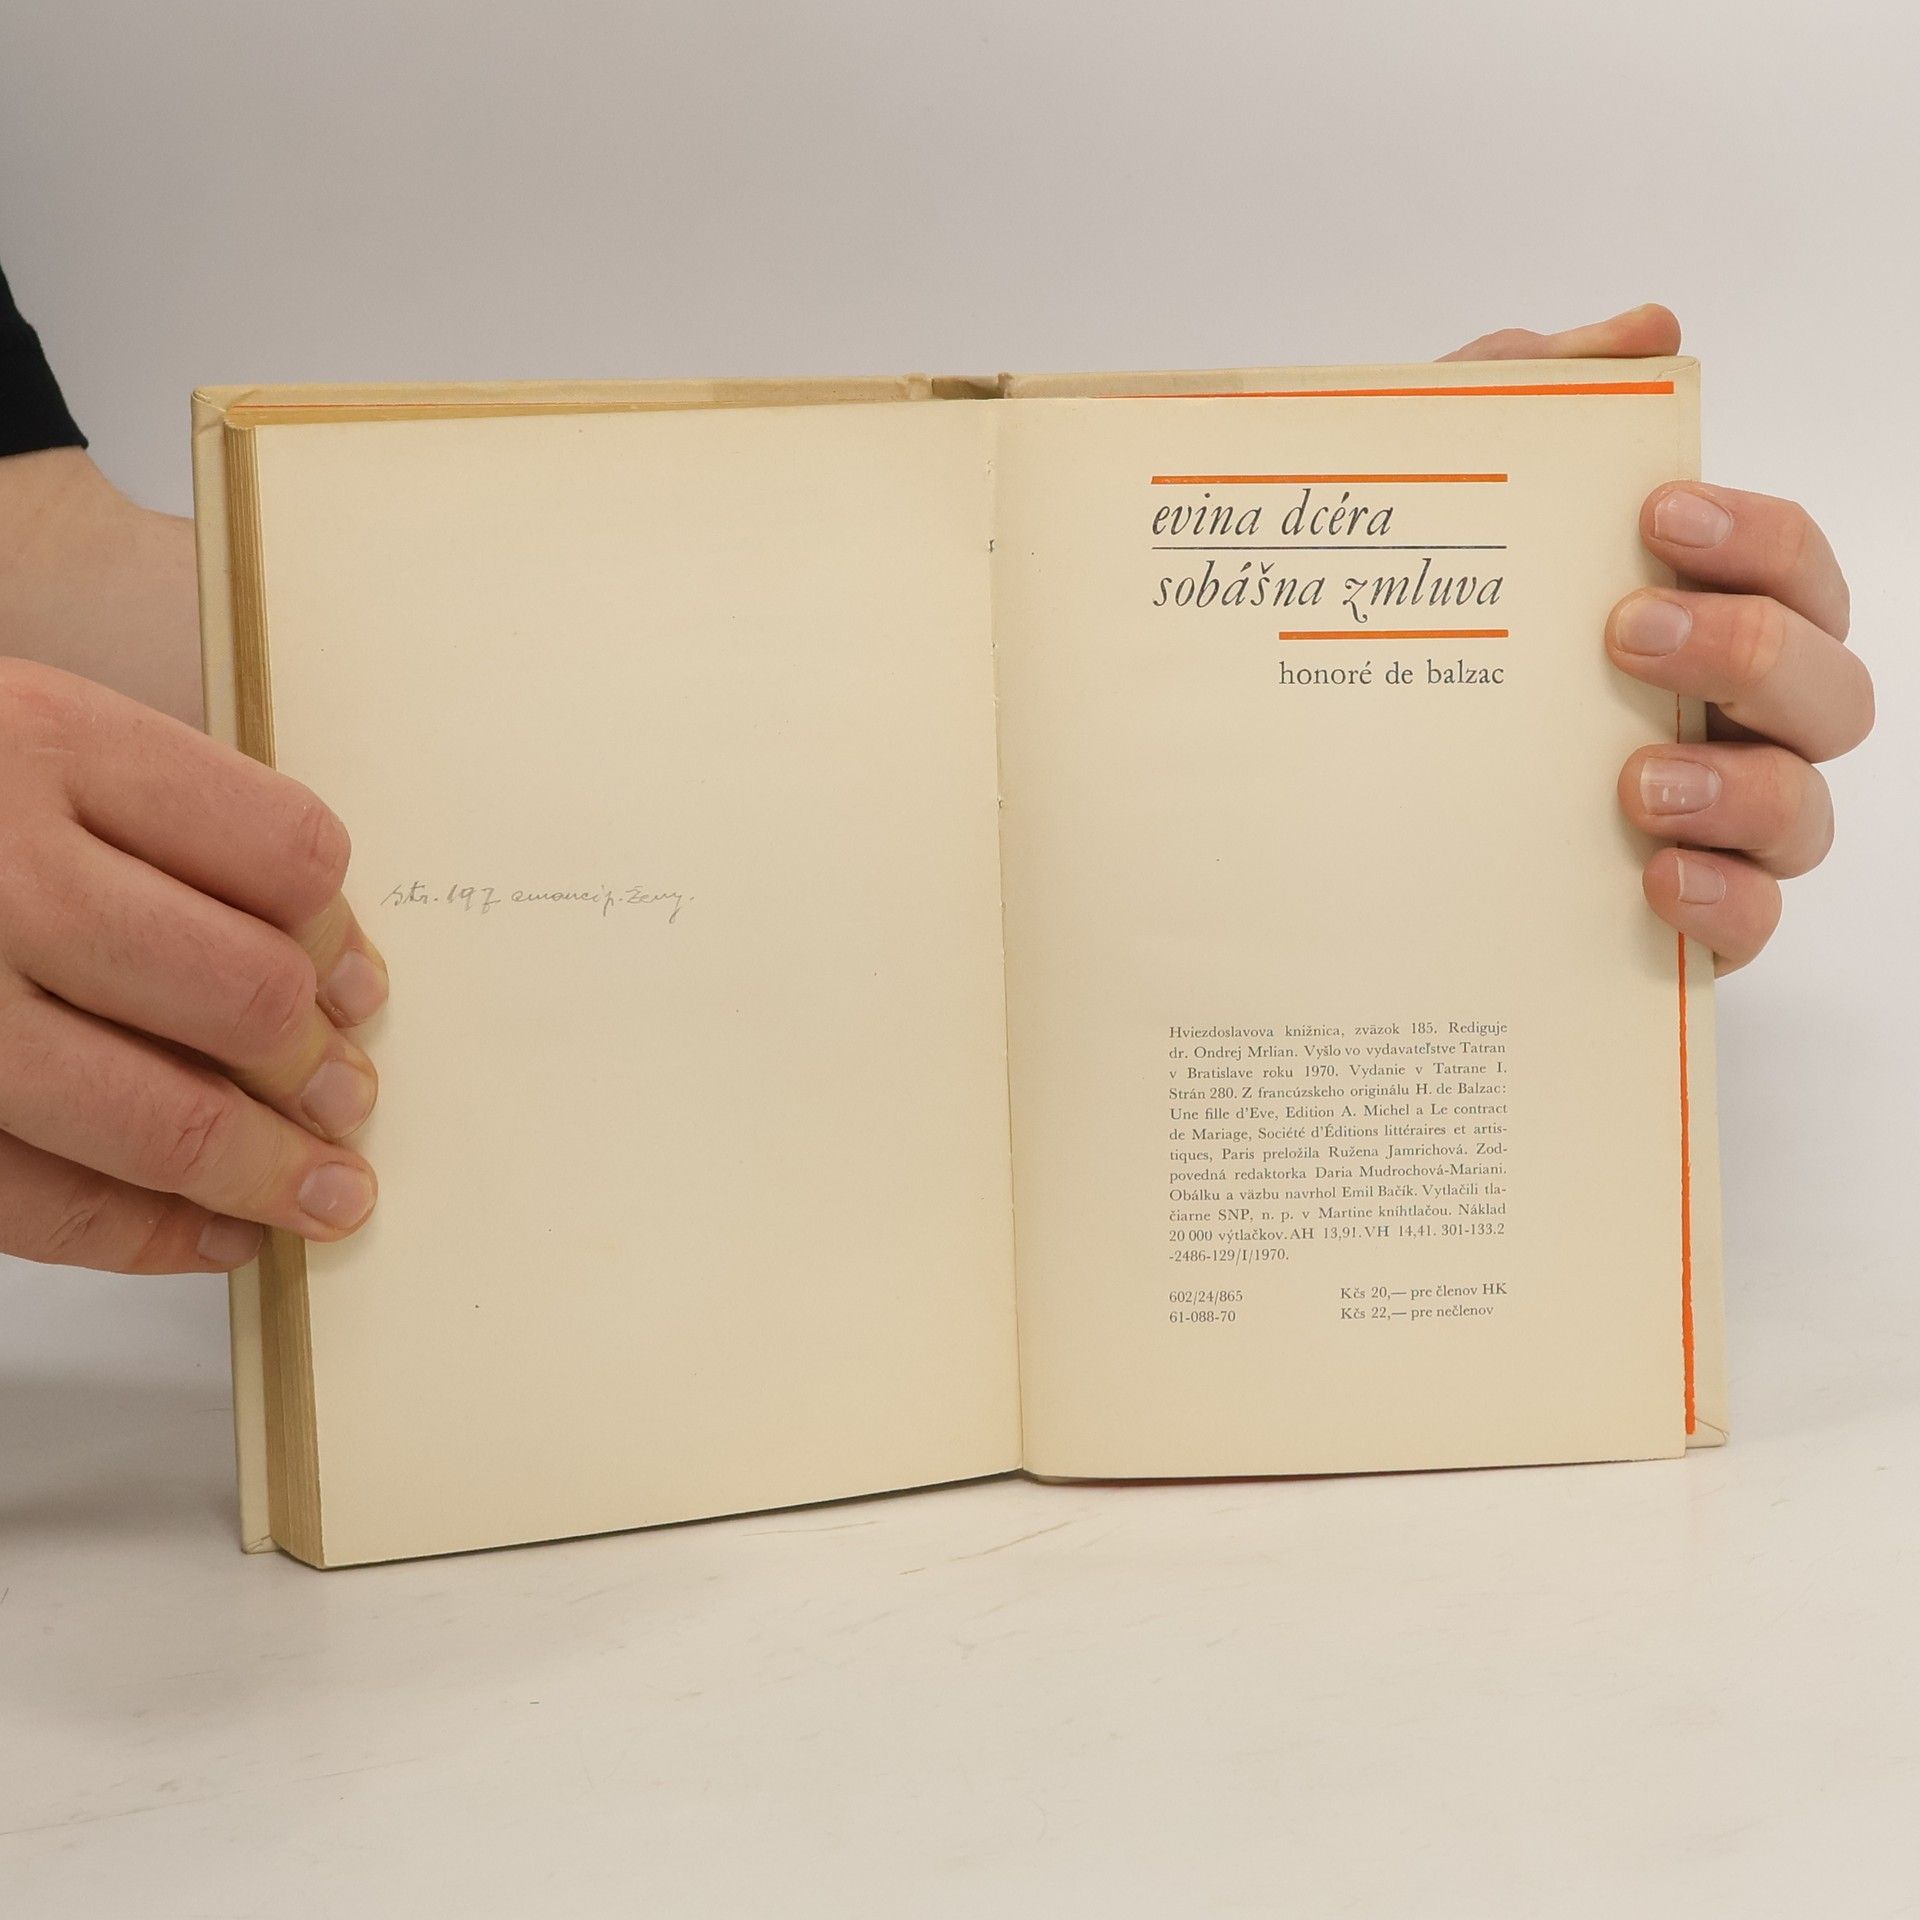 str. 197 emancip. ženy.
evina dcéra
sobášna zmluva
honoré de balzac
Hviezdoslavova knižnica, zväzok 185. Rediguje
dr. Ondrej Mrlian. Vyšlo vo vydavateľstve Tatran
v Bratislave roku 1970. Vydanie v Tatrane I.
Strán 280. Z francúzskeho originálu H. de Balzac:
Une fille d'Eve, Edition A. Michel a Le contract
de Mariage, Société d'Éditions littéraires et artis-
tiques, Paris preložila Ružena Jamrichová. Zod-
povedná redaktorka Daria Mudrochová-Mariani.
Obálku a väzbu navrhol Emil Bačík. Vytlačili tla-
čiarne SNP, n. p. v Martine kníhtlačou. Náklad
20 000 výtlačkov. AH 13,91. VH 14,41. 301-133.2
-2486-129/I/1970.
602/24/865 Kčs 20,— pre členov HK
61-088-70 Kčs 22,— pre nečlenov